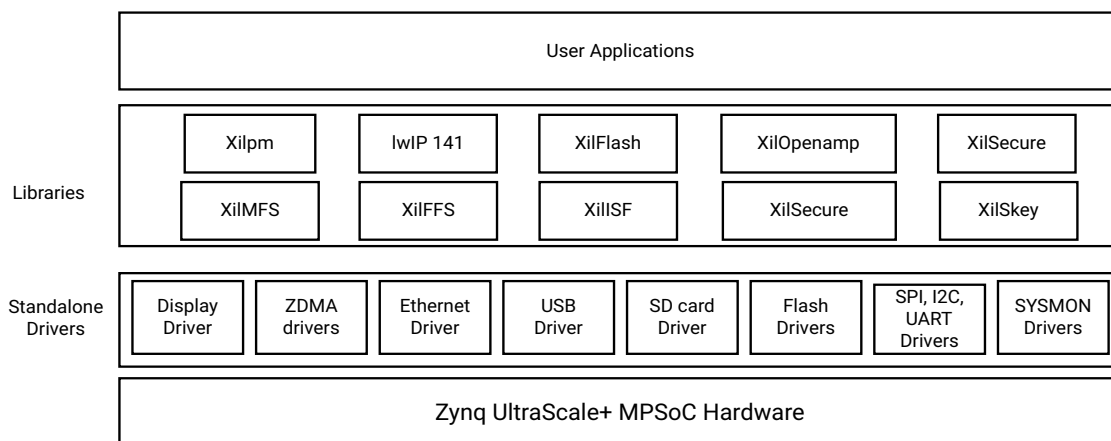 User Applications
Xilpm
lwIP 141
XilFlash
XilOpenamp
XilSecure
Libraries
XilMFS
XilFFS
XilISF
XilSecure
XilSkey
Standalone
Drivers
Display
Driver
ZDMA
drivers
Ethernet
Driver
USB
Driver
SD card
Driver
Flash
Drivers
SPI, I2C,
UART
Drivers
SYSMON
Drivers
Zynq UltraScale+ MPSoC Hardware